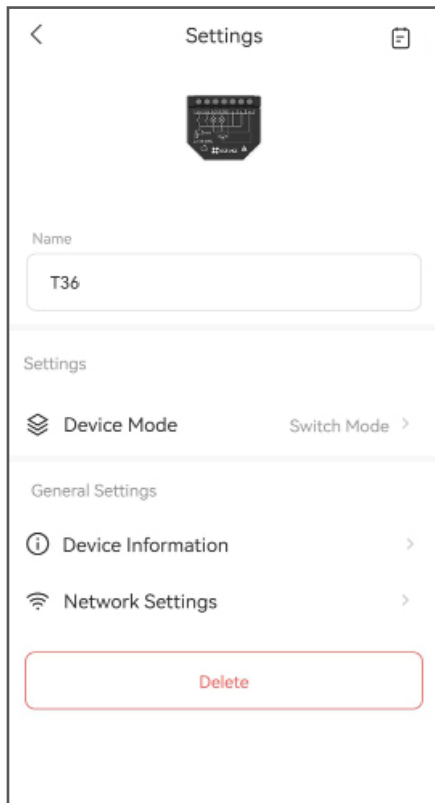 Settings
Name
T36
Settings
Device Mode
Switch Mode
General Settings
Device Information
Network Settings
Delete